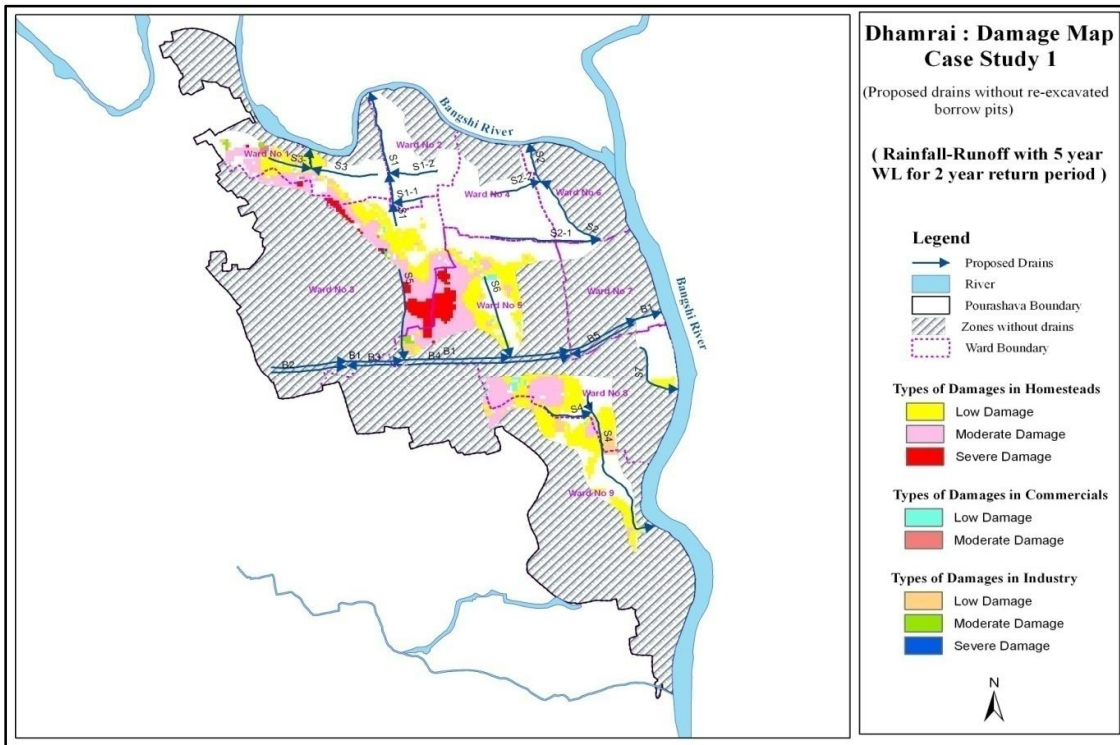 Dhamrai : Damage Map
Case Study 1
(Proposed drains without re-excavated
borrow pits)
( Rainfall-Runoff with 5 year
WL for 2 year return period )
Legend
Proposed Drains
River
Pourashava Boundary
Zones without drains
Ward Boundary
Types of Damages in Homesteads
Low Damage
Moderate Damage
Severe Damage
Types of Damages in Commercials
Low Damage
Moderate Damage
Types of Damages in Industry
Low Damage
Moderate Damage
Severe Damage
N
Bangshi River
Ward No 1
S3
S3
Ward No 2
S1
S1-2
S1-1
S1
S2
S2-2
Ward No 6
Ward No 4
S2
S2-1
Ward No 3
S5
S6
Ward No 5
Ward No 7
Bangshi River
B1
B5
B2
B1
B3
B4
B1
S7
Ward No 8
S4
S4
Ward No 9